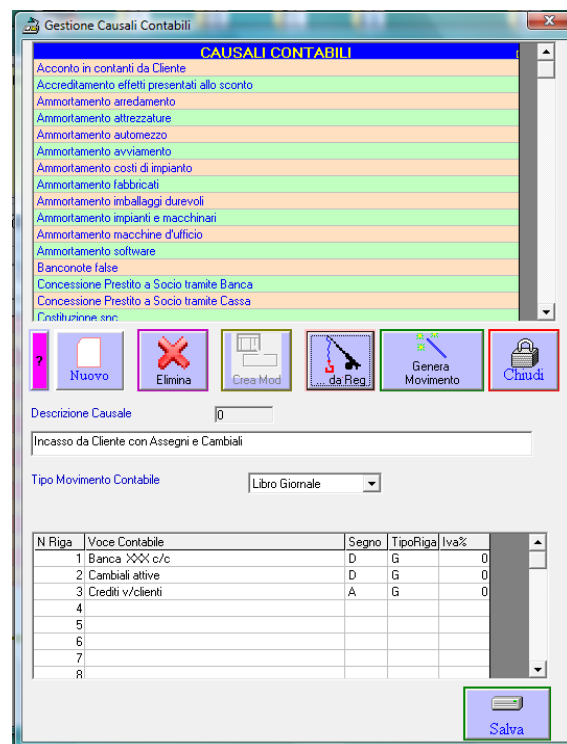 Gestione Causali Contabili
CAUSALI CONTABILI
Acconto in contanti da Cliente
Accreditamento effetti presentati allo sconto
Ammortamento arredamento
Ammortamento attrezzature
Ammortamento automezzo
Ammortamento avviamento
Ammortamento costi di impianto
Ammortamento fabbricati
Ammortamento imballaggi durevoli
Ammortamento impianti e macchinari
Ammortamento macchine d'ufficio
Ammortamento software
Banconote false
Concessione Prestito a Socio tramite Banca
Concessione Prestito a Socio tramite Cassa
Costituzione snc
? Nuovo Elimina Crea Mod ... da Reg Genera Movimento Chiudi
Descrizione Causale 0
Incasso da Cliente con Assegni e Cambiali
Tipo Movimento Contabile Libro Giornale
N Riga Voce Contabile Segno TipoRiga Iva%
1 Banca XXX c/c D G 0
2 Cambiali attive D G 0
3 Crediti v/clienti A G 0
4
5
6
7
8
Salva